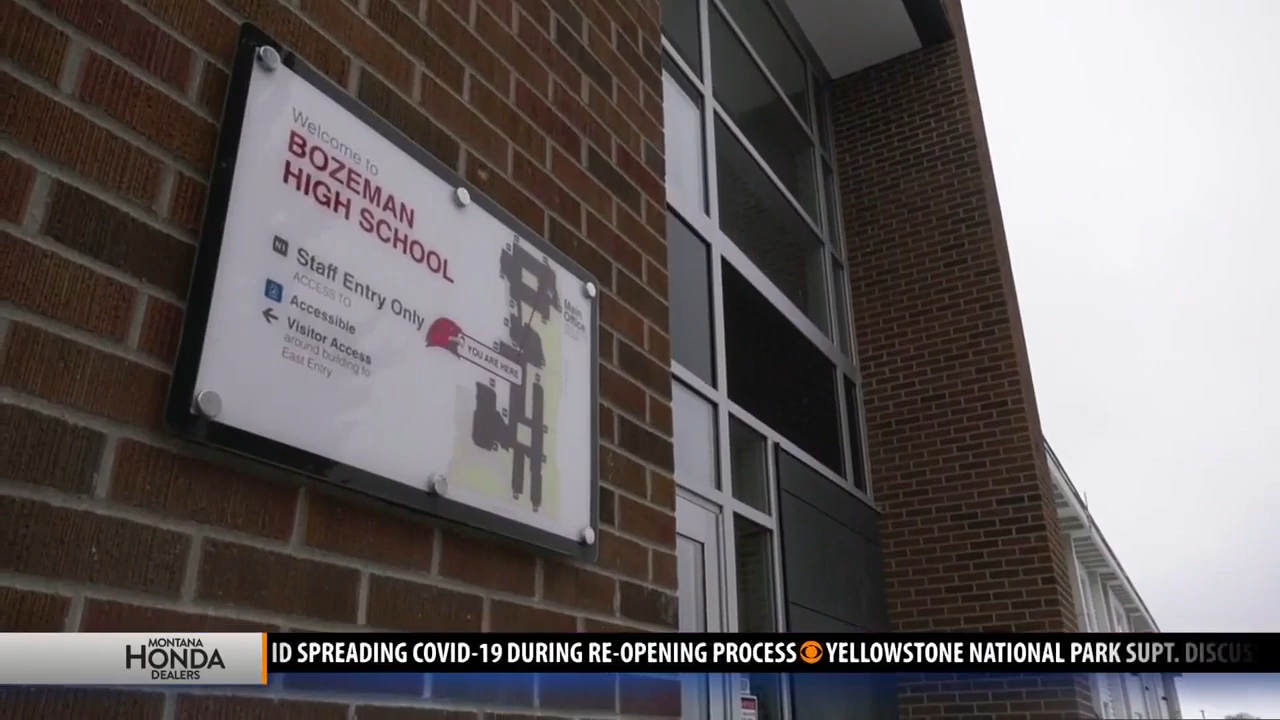 Welcome to
BOZEMAN
HIGH SCHOOL
Staff Entry Only
ACCESS TO
Accessible
Visitor Access
around building to
East Entry
YOU ARE HERE
Main
Office
MONTANA
HONDA
DEALERS
ID SPREADING COVID-19 DURING RE-OPENING PROCESS YELLOWSTONE NATIONAL PARK SUPT. DISCUS